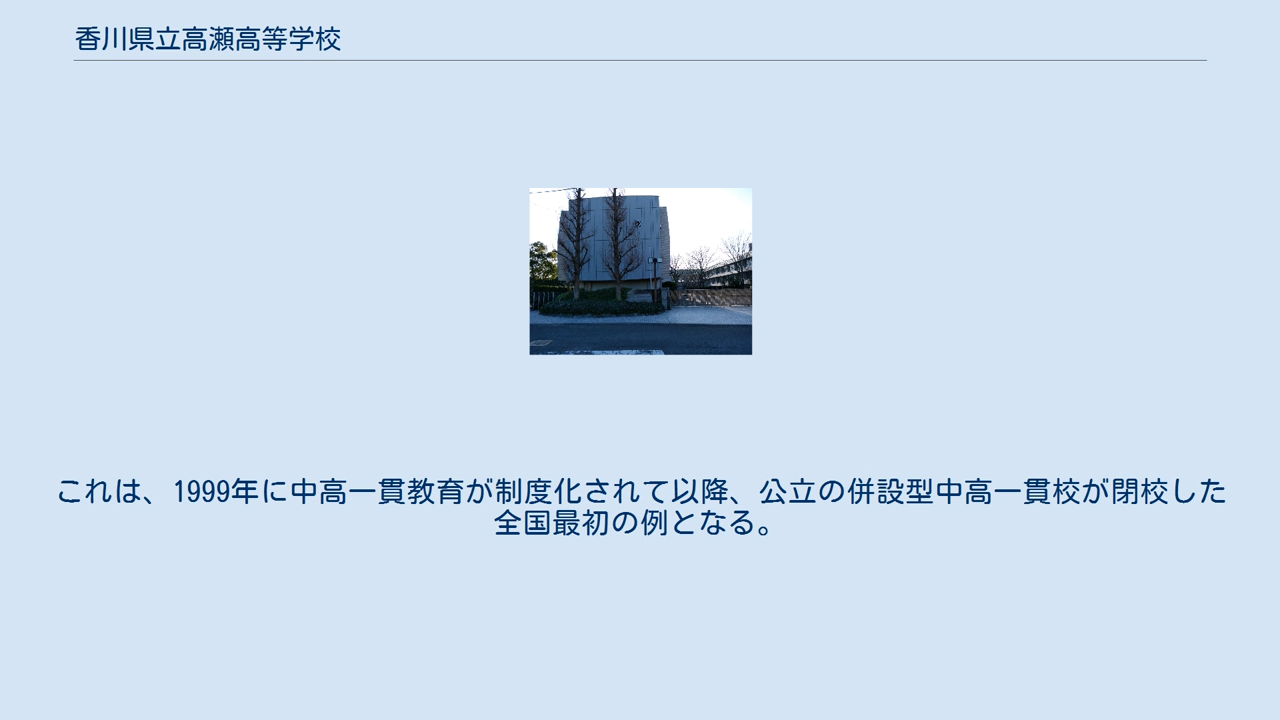 香川県立高瀬高等学校
これは、1999年に中高一貫教育が制度化されて以降、公立の併設型中高一貫校が閉校した
全国最初の例となる。